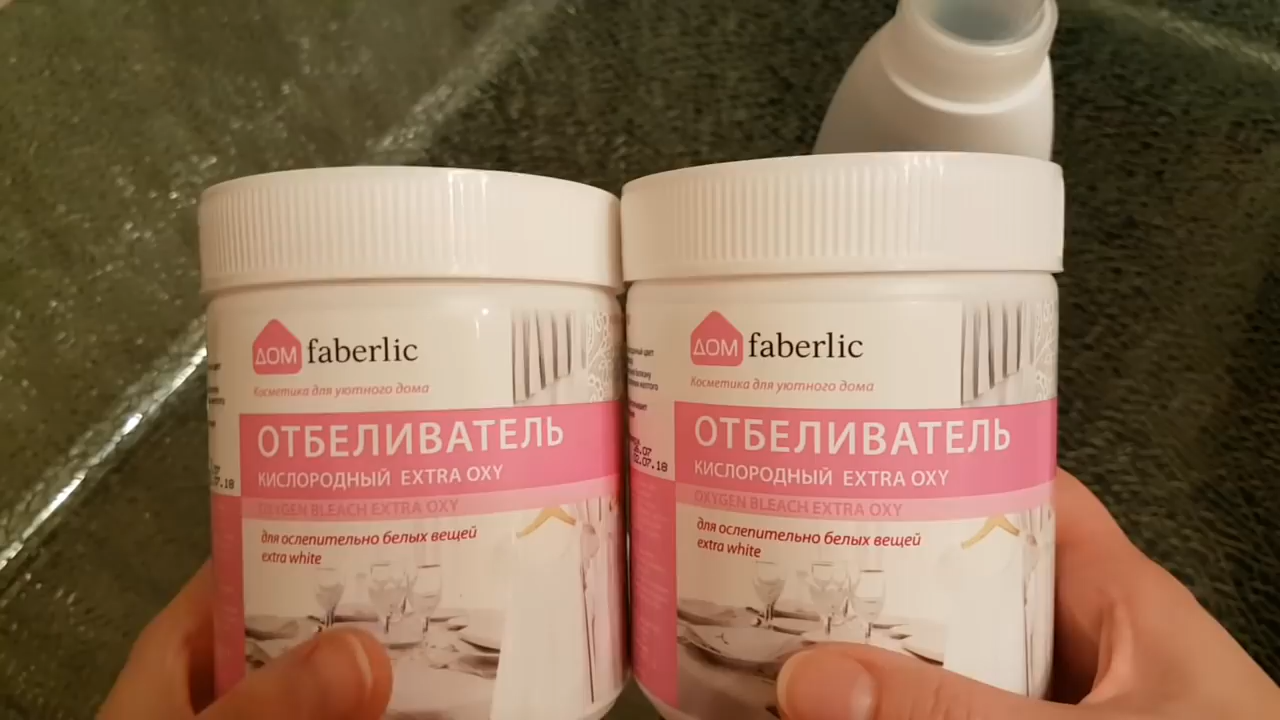 ДОМ faberlic
Косметика для уютного дома
ОТБЕЛИВАТЕЛЬ
КИСЛОРОДНЫЙ EXTRA OXY
OXYGEN BLEACH EXTRA OXY
для ослепительно белых вещей
extra white
ДОМ faberlic
Косметика для уютного дома
ОТБЕЛИВАТЕЛЬ
КИСЛОРОДНЫЙ EXTRA OXY
OXYGEN BLEACH EXTRA OXY
для ослепительно белых вещей
extra white